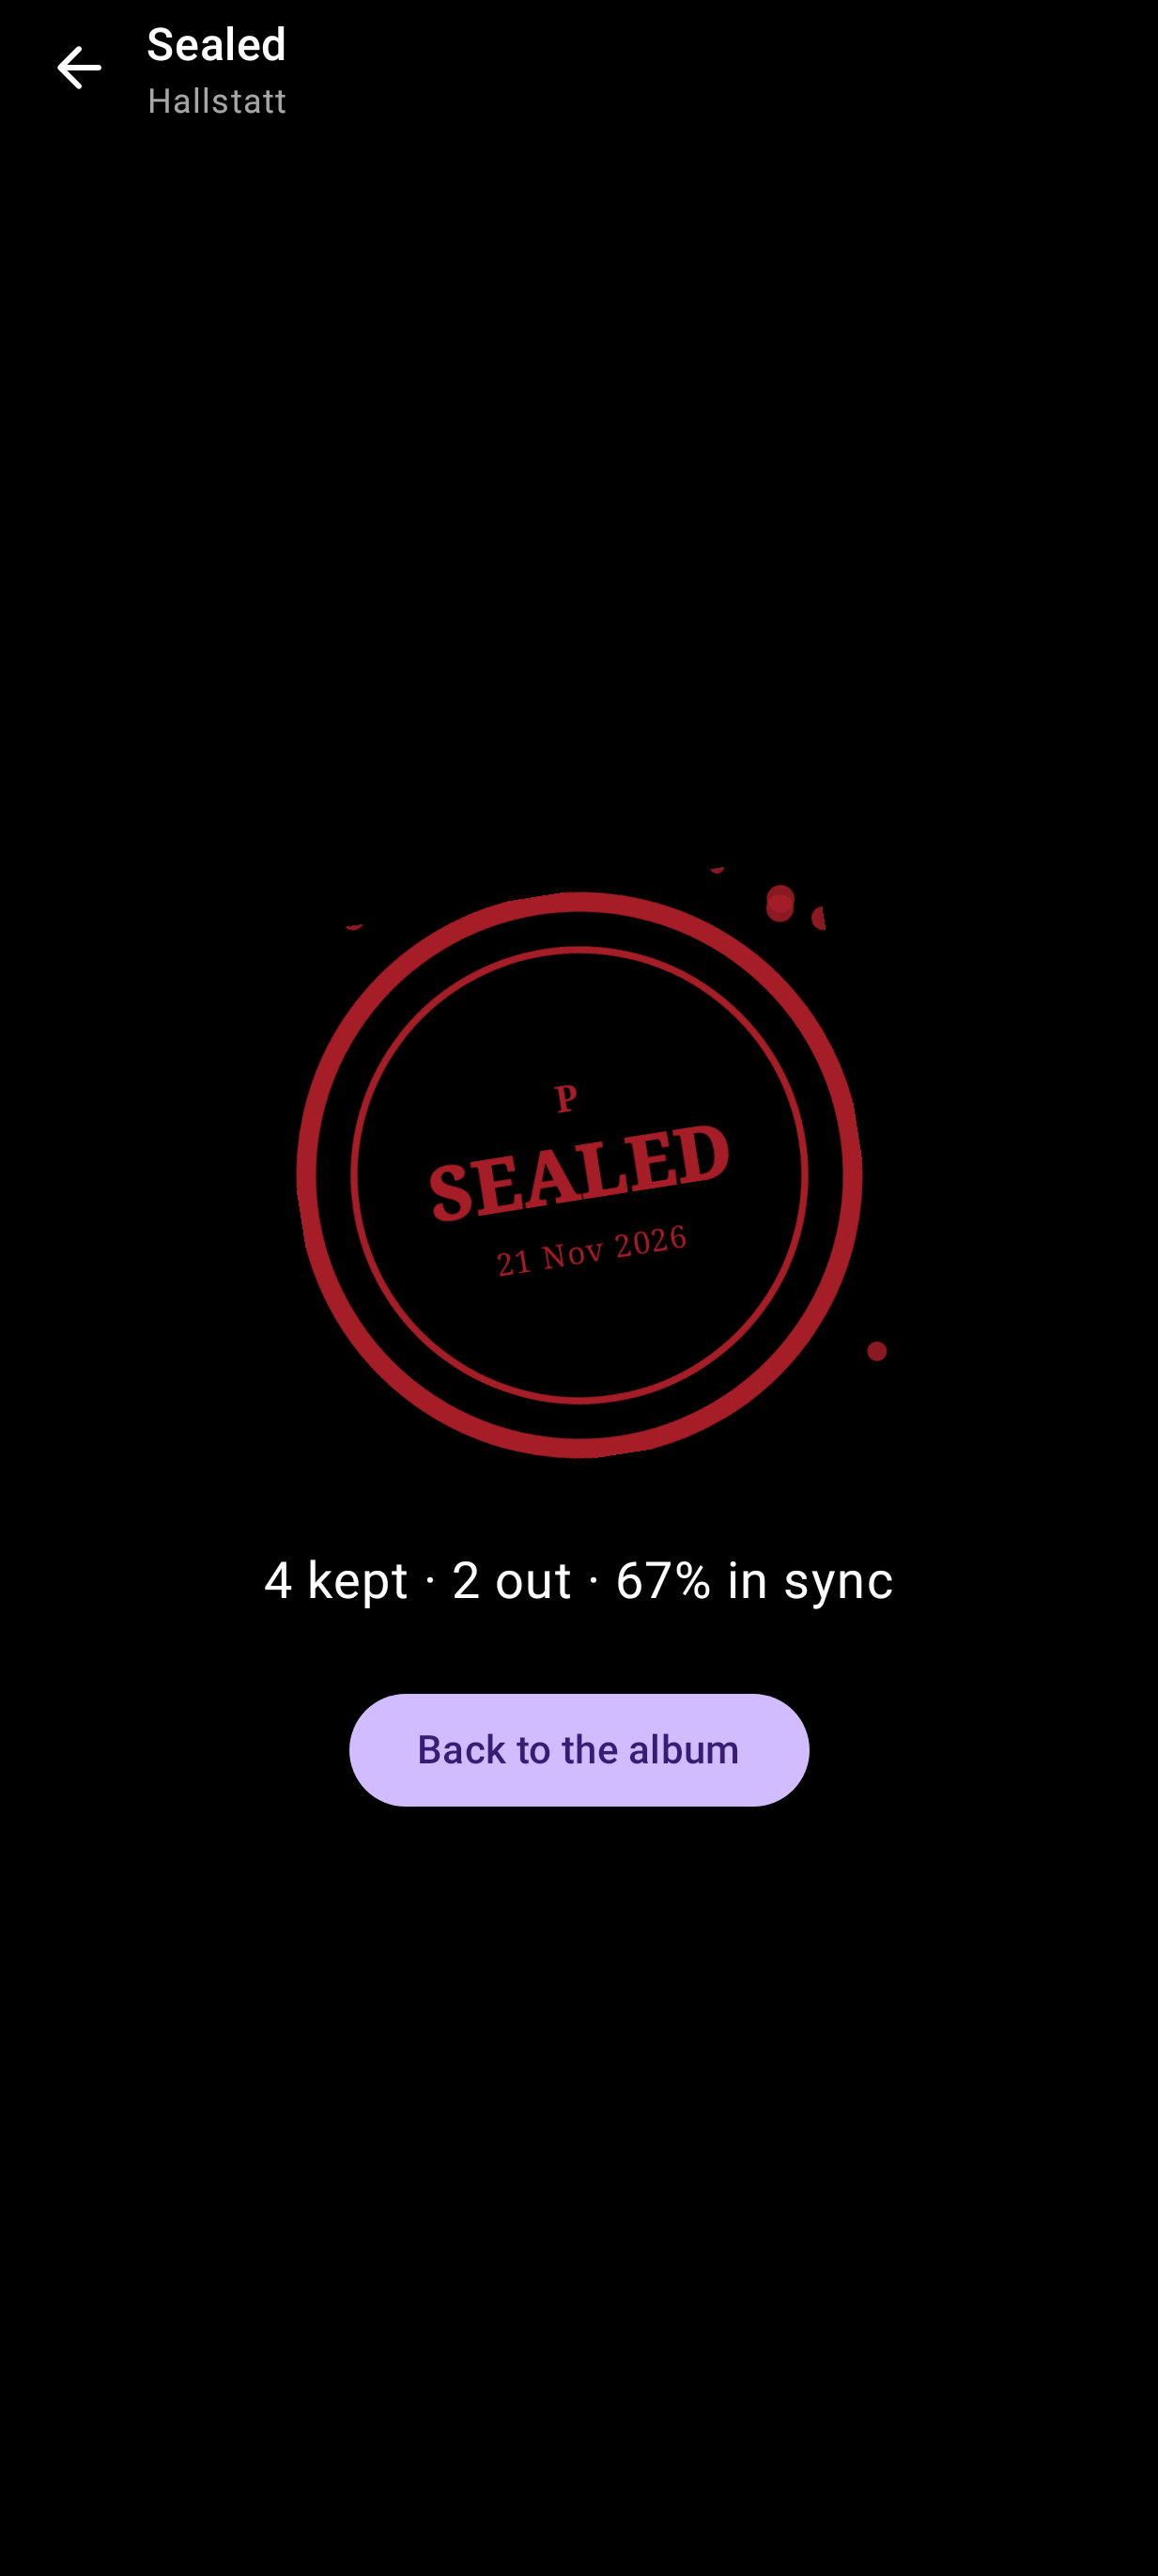 Sealed
Hallstatt
P
SEALED
21 Nov 2026
4 kept · 2 out · 67% in sync
Back to the album